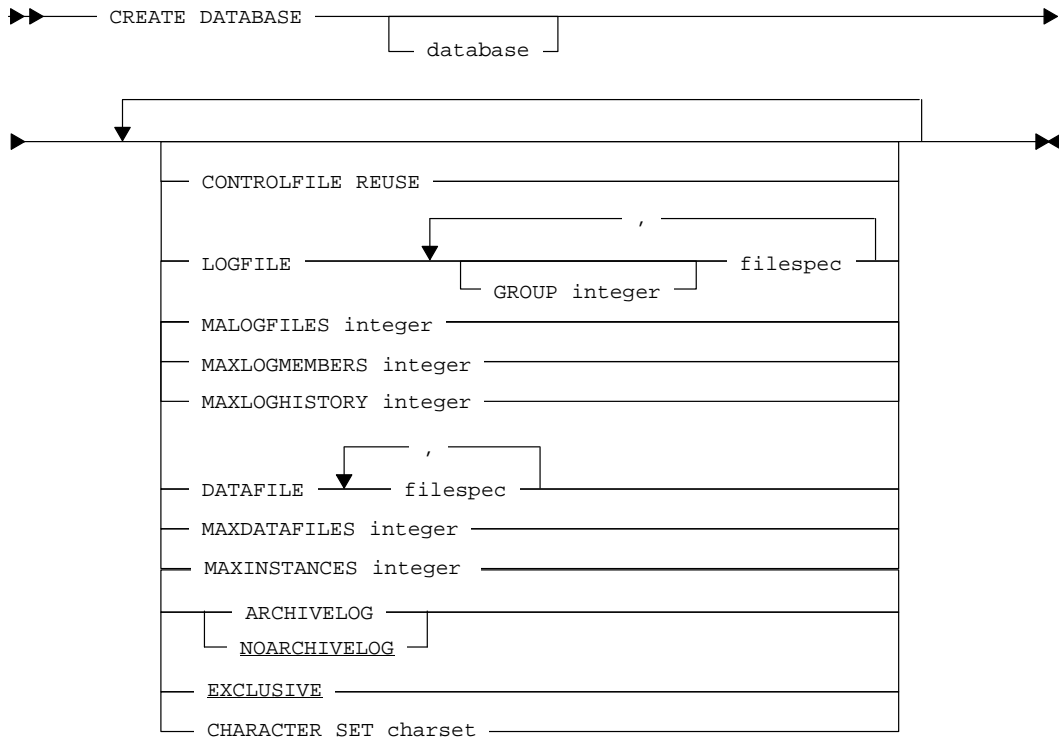 CREATE DATABASE
database
CONTROLFILE REUSE
,
LOGFILE filespec
GROUP integer
MALOGFILES integer
MAXLOGMEMBERS integer
MAXLOGHISTORY integer
,
DATAFILE filespec
MAXDATAFILES integer
MAXINSTANCES integer
ARCHIVELOG
NOARCHIVELOG
EXCLUSIVE
CHARACTER SET charset